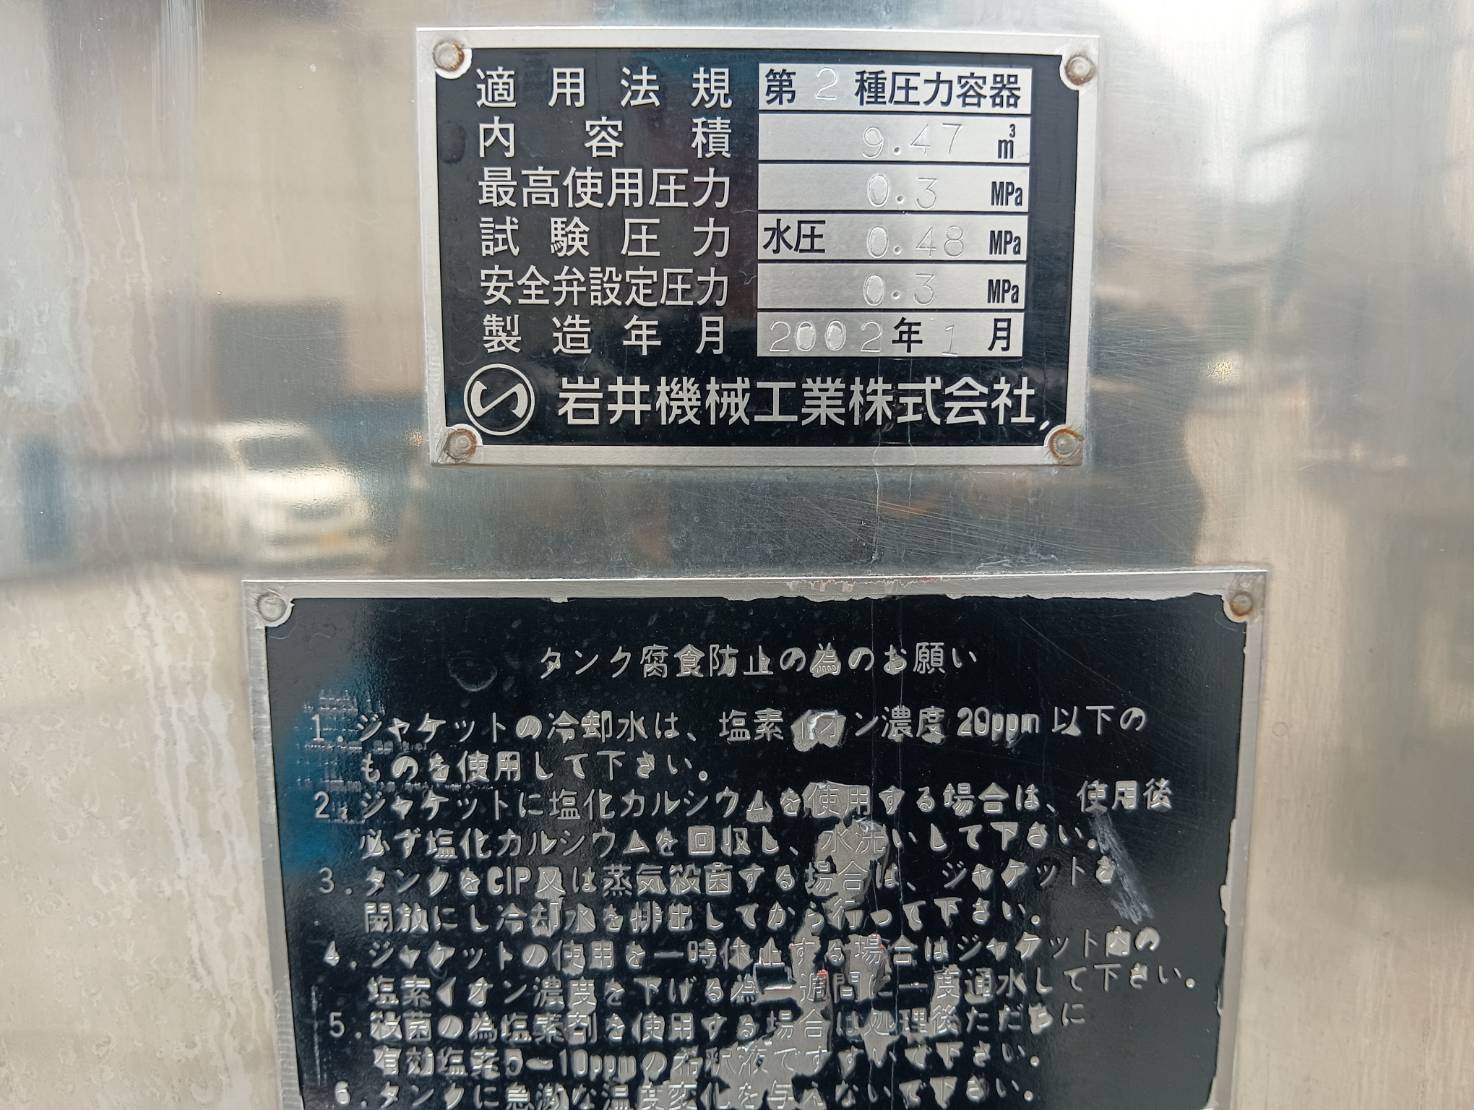 適用法規 第2種圧力容器
内容積 9.47 m³
最高使用圧力 0.3 MPa
試験圧力 水圧 0.48 MPa
安全弁設定圧力 0.3 MPa
製造年月 2002年1月
岩井機械工業株式会社
タンク腐食防止の為のお願い
1. ジャケットの冷却水は、塩素イオン濃度20ppm以下の
ものを使用して下さい。
2. ジャケットに塩化カルシウムを使用する場合は、使用後
必ず塩化カルシウムを回収し、水洗いして下さい。
3. タンクをCIP又は蒸気殺菌する場合は、ジャケットを
開放にし冷却水を排出してから行って下さい。
4. ジャケットの使用を一時休止する場合はジャケット内の
塩素イオン濃度を下げる為一週間に一度通水して下さい。
5. 殺菌の為塩素剤を使用する場合は処理後ただちに
有効塩素5−10ppmの希釈液ですすいで下さい。
6. タンクに急激な温度変化を与えないで下さい。